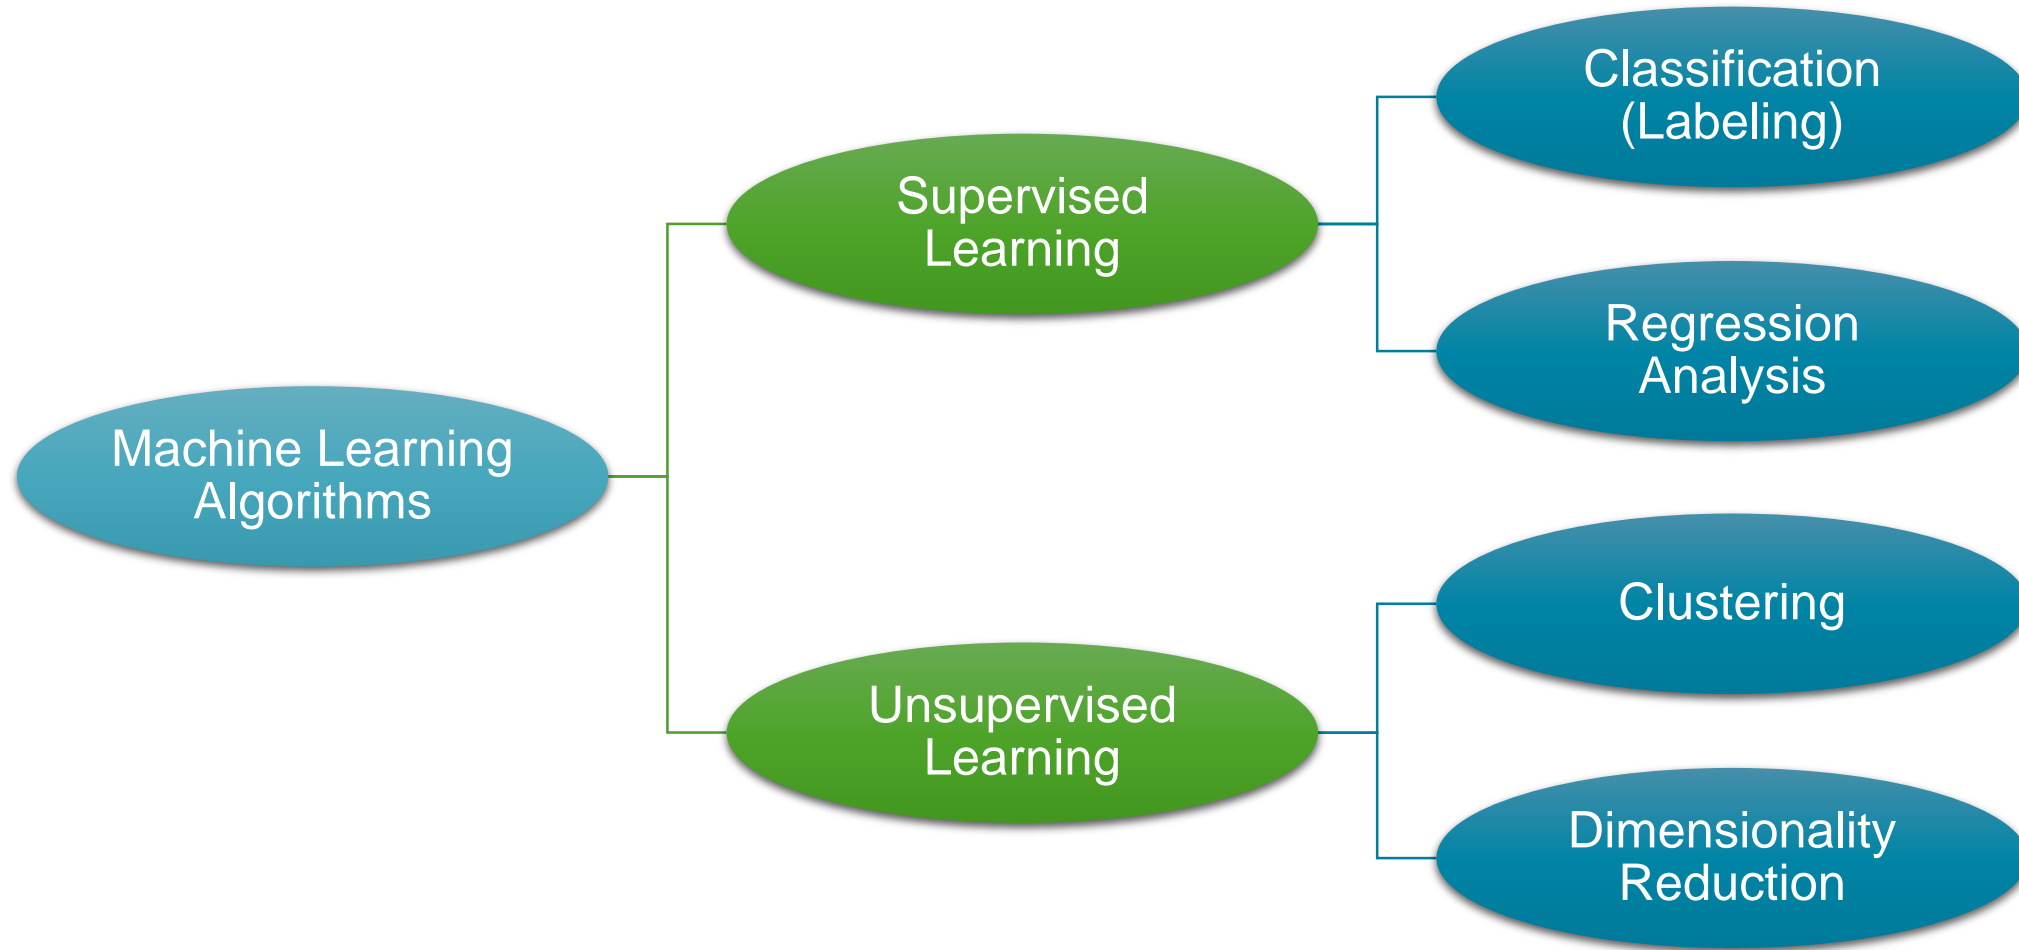 Machine Learning
Algorithms
Supervised
Learning
Classification
(Labeling)
Regression
Analysis
Unsupervised
Learning
Clustering
Dimensionality
Reduction